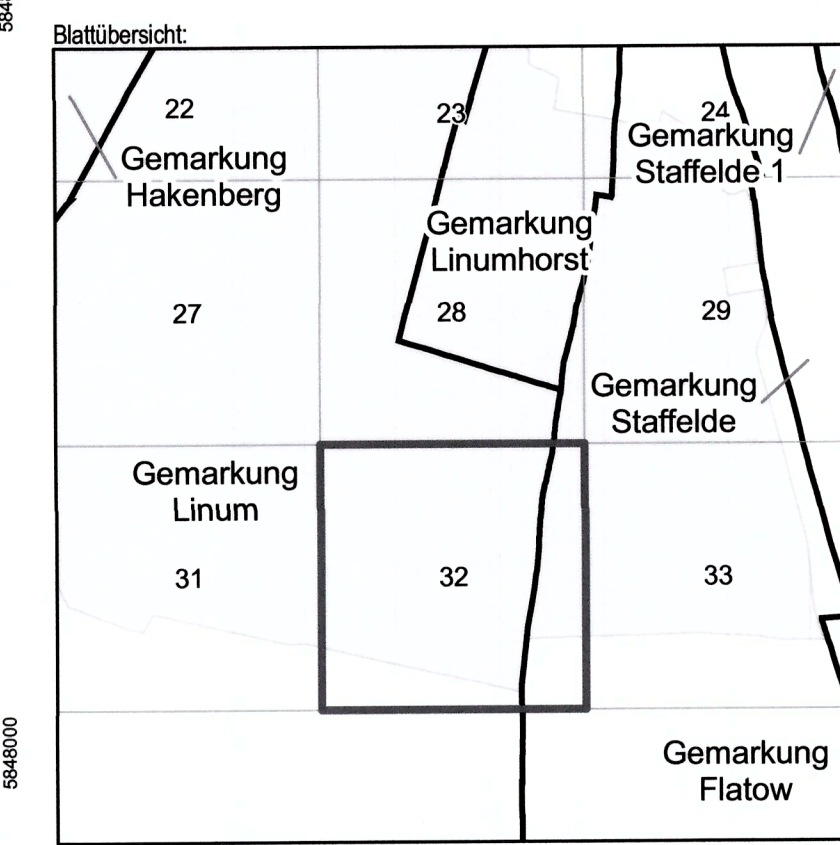 Blattübersicht:
22
23
24
Gemarkung
Hakenberg
Gemarkung
Staffelde 1
Gemarkung
Linumhorst
27
28
29
Gemarkung
Staffelde
Gemarkung
Linum
31
32
33
5848000
Gemarkung
Flatow